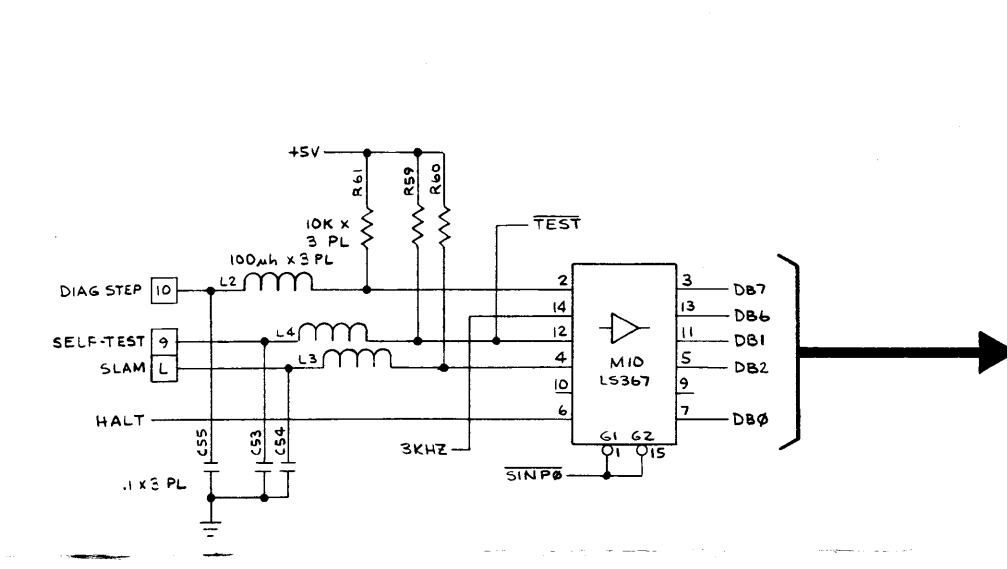 +5V
R61
R59
R60
10K X
3 PL
TEST
100µh X 3 PL
DIAG STEP 10
L2
2
3
DB7
14
13
DB6
SELF-TEST 9
L4
12
11
DB1
SLAM L
L3
4
5
DB2
M10
LS367
10
9
HALT
6
7
DBØ
C55
C53
C54
3KHZ
G1
G2
1
15
SINPØ
.1 X 3 PL